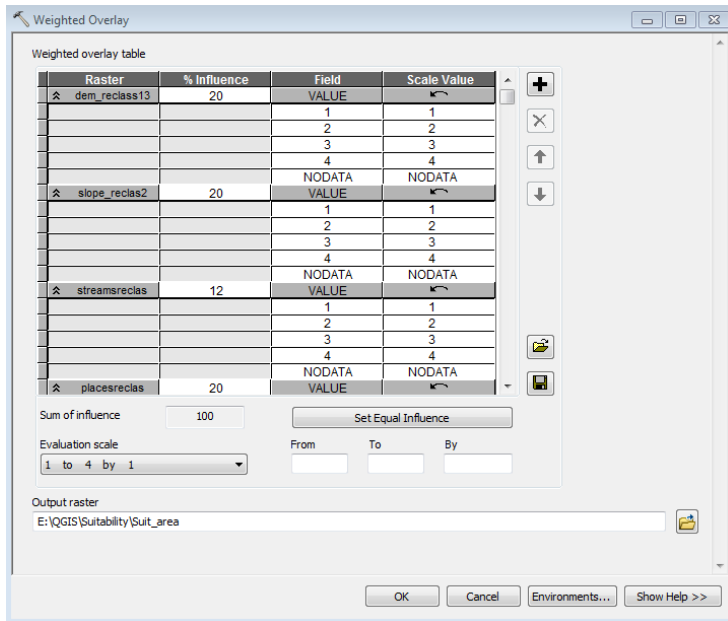 Weighted Overlay
Weighted overlay table
Raster % Influence Field Scale Value
dem_reclass13 20 VALUE
1 1
2 2
3 3
4 4
NODATA NODATA
slope_reclas2 20 VALUE
1 1
2 2
3 3
4 4
NODATA NODATA
streamsreclas 12 VALUE
1 1
2 2
3 3
4 4
NODATA NODATA
placesreclas 20 VALUE
Sum of influence 100 Set Equal Influence
Evaluation scale From To By
1 to 4 by 1
Output raster
E:\QGIS\Suitability\Suit_area
OK Cancel Environments... Show Help >>